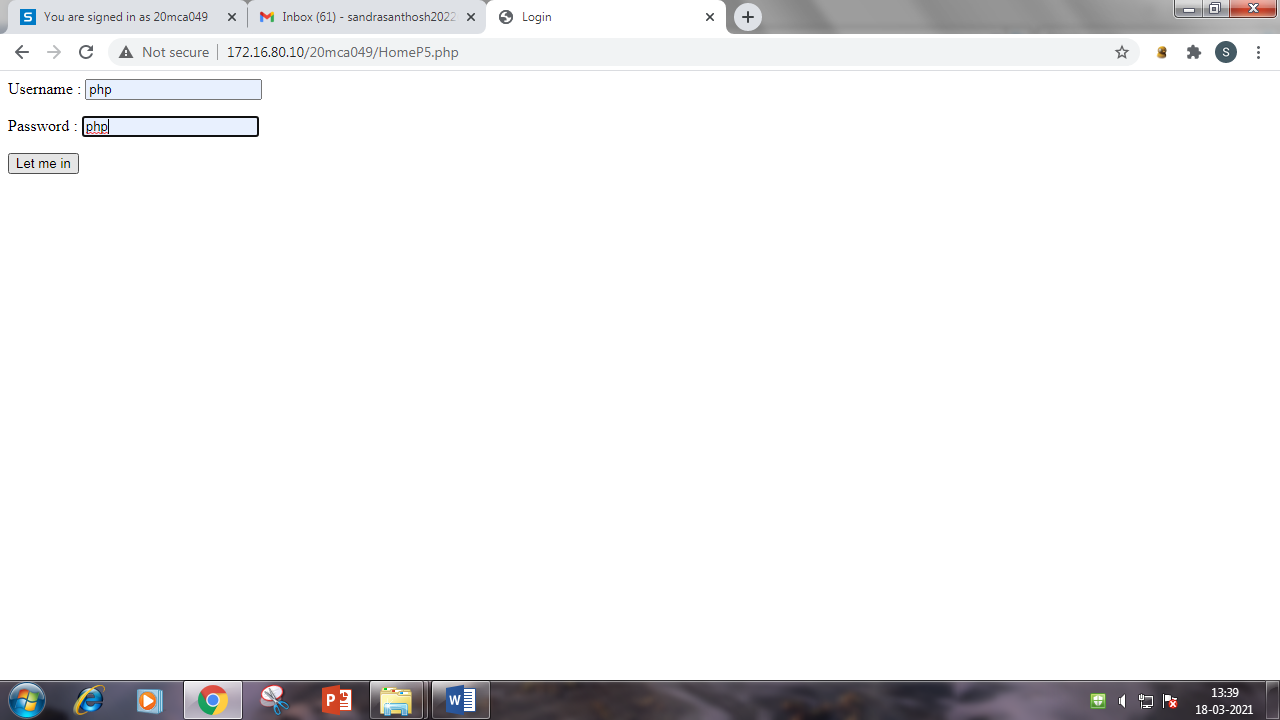 You are signed in as 20mca049
Inbox (61) - sandrasanthosh2022
Login
Not secure
172.16.80.10/20mca049/HomeP5.php
S
Username : php
Password : php
Let me in
13:39
18-03-2021